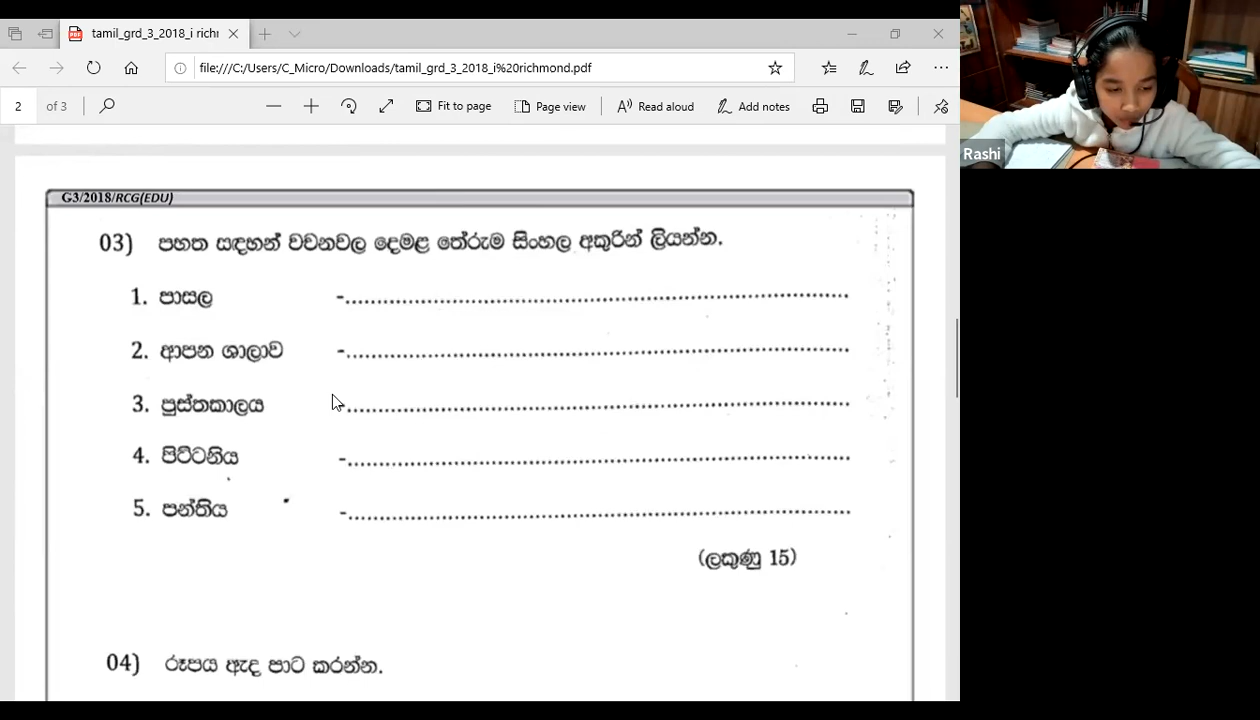 tamil_grd_3_2018_i richr
file:///C:/Users/C_Micro/Downloads/tamil_grd_3_2018_i%20richmond.pdf
2 of 3 Fit to page Page view Read aloud Add notes
Rashi
G3/2018/RCG(EDU)
03) පහත සඳහන් වචනවල දෙමළ තේරුම සිංහල අකුරින් ලියන්න.
1. පාසල -................................................
2. ආපන ශාලාව -................................................
3. පුස්තකාලය -................................................
4. පිට්ටනිය -................................................
5. පන්තිය -................................................
(ලකුණු 15)
04) රූපය ඇඳ පාට කරන්න.